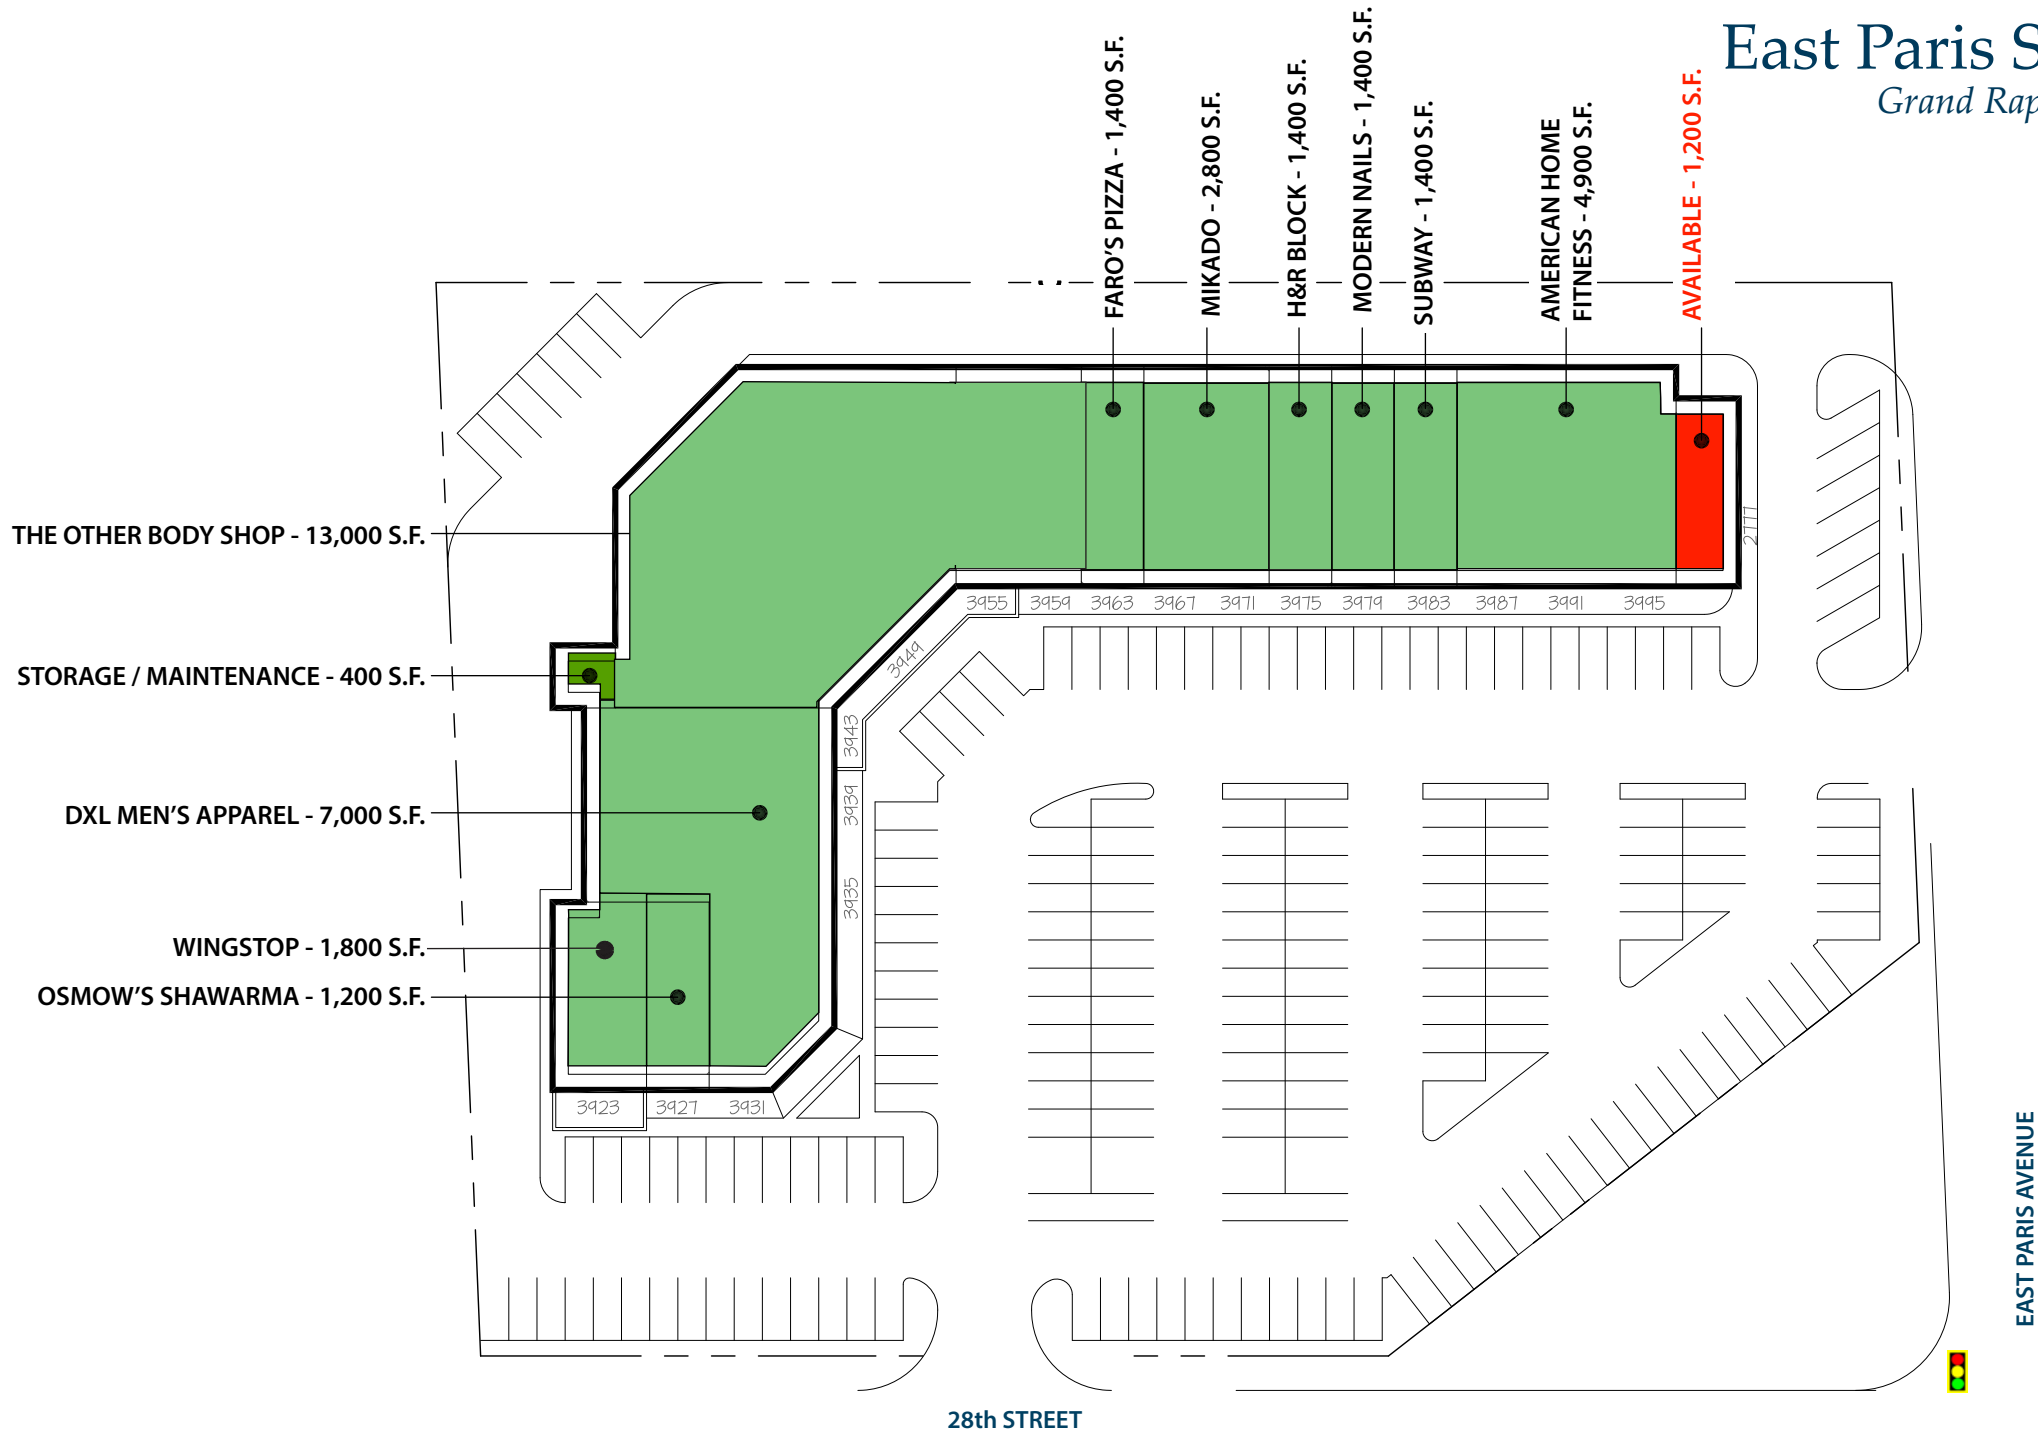 East Paris S
Grand Rap
FARO'S PIZZA - 1,400 S.F.
MIKADO - 2,800 S.F.
H&R BLOCK - 1,400 S.F.
MODERN NAILS - 1,400 S.F.
SUBWAY - 1,400 S.F.
AMERICAN HOME
FITNESS - 4,900 S.F.
AVAILABLE - 1,200 S.F.
THE OTHER BODY SHOP - 13,000 S.F.
STORAGE / MAINTENANCE - 400 S.F.
DXL MEN'S APPAREL - 7,000 S.F.
WINGSTOP - 1,800 S.F.
OSMOW'S SHAWARMA - 1,200 S.F.
2777
3955 3959 3963 3967 3971 3975 3979 3983 3987 3991 3995
3949
3943
3939
3935
3923 3927 3931
EAST PARIS AVENUE
28th STREET